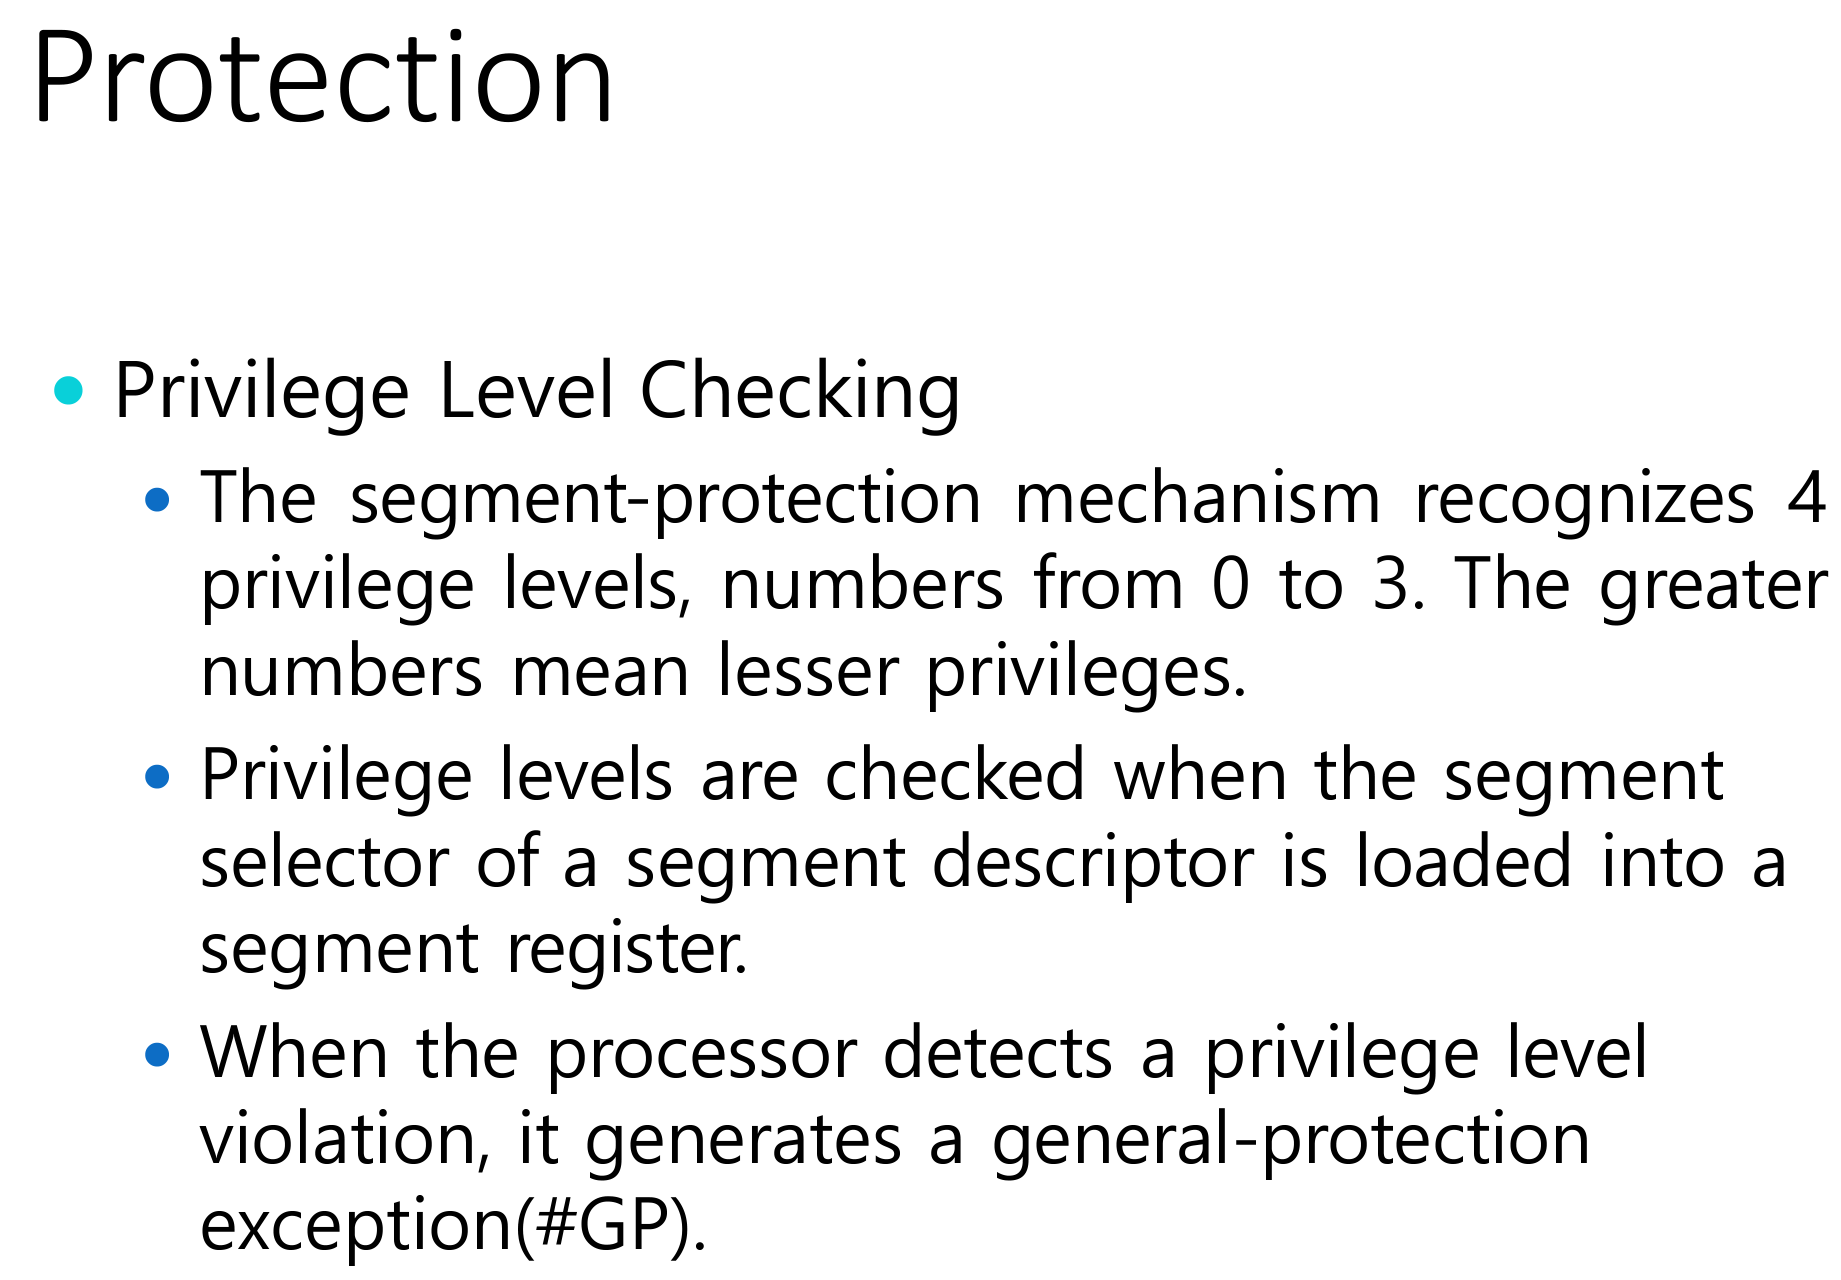 Protection
• Privilege Level Checking
• The segment-protection mechanism recognizes 4
privilege levels, numbers from 0 to 3. The greater
numbers mean lesser privileges.
• Privilege levels are checked when the segment
selector of a segment descriptor is loaded into a
segment register.
• When the processor detects a privilege level
violation, it generates a general-protection
exception(#GP).